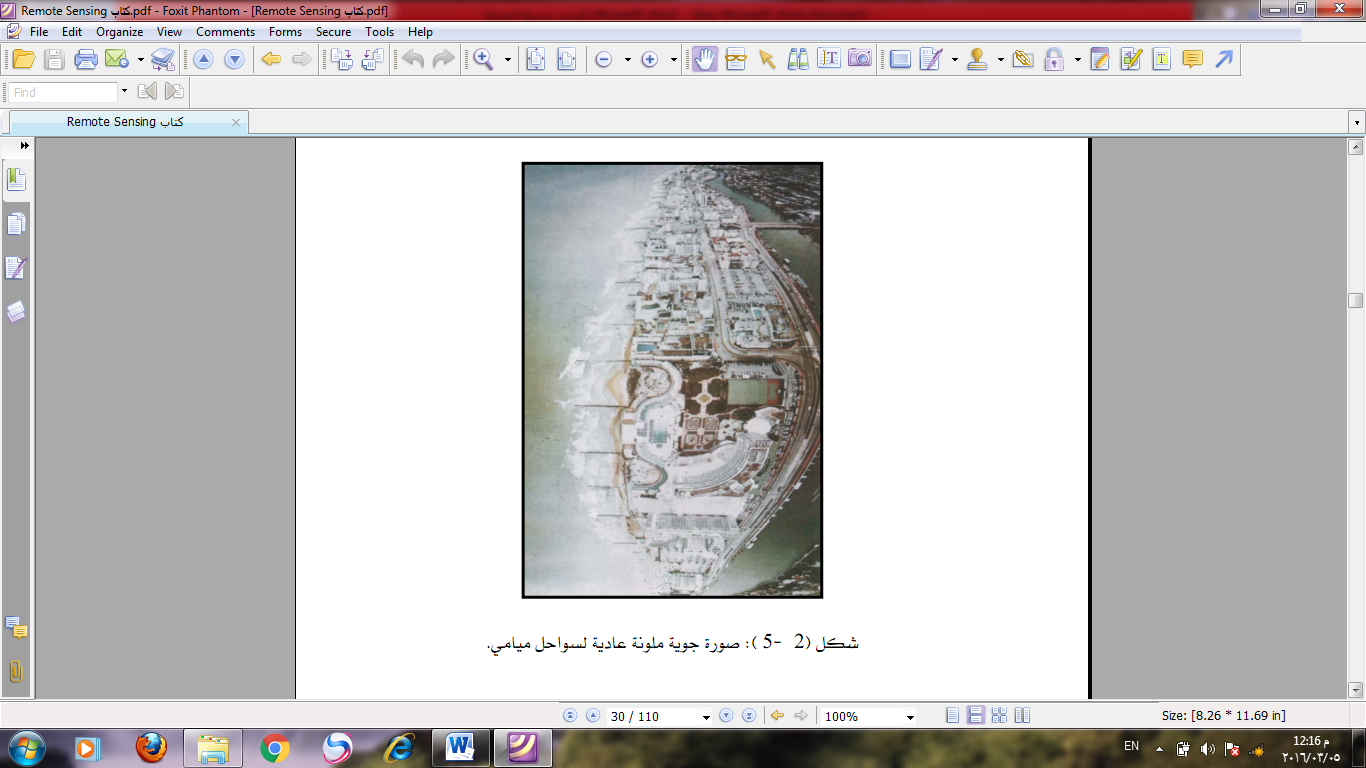 Remote Sensing كتاب.pdf - Foxit Phantom - [Remote Sensing كتاب.pdf]
File Edit Organize View Comments Forms Secure Tools Help
Find
Remote Sensing كتاب
شكل (2 -5 ): صورة جوية ملونة عادية لسواحل ميامي.
30 / 110 100% Size: [8.26 * 11.69 in]
EN
12:16 م
٢٠١٦/٠٣/٠٥